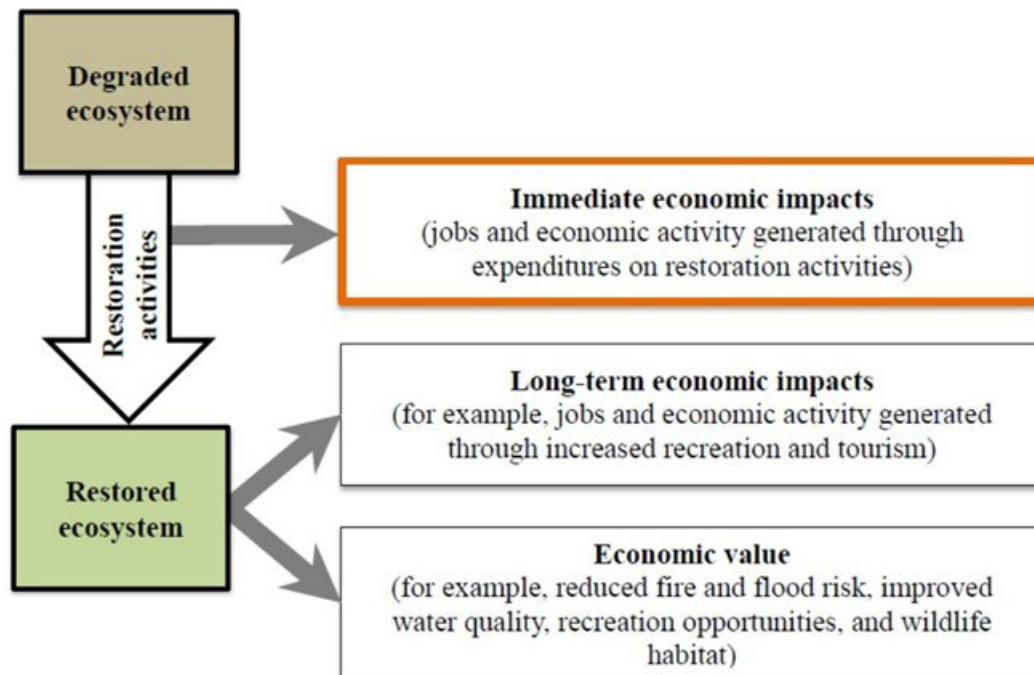 Degraded
ecosystem
Restoration
activities
Immediate economic impacts
(jobs and economic activity generated through
expenditures on restoration activities)
Long-term economic impacts
(for example, jobs and economic activity generated
through increased recreation and tourism)
Restored
ecosystem
Economic value
(for example, reduced fire and flood risk, improved
water quality, recreation opportunities, and wildlife
habitat)